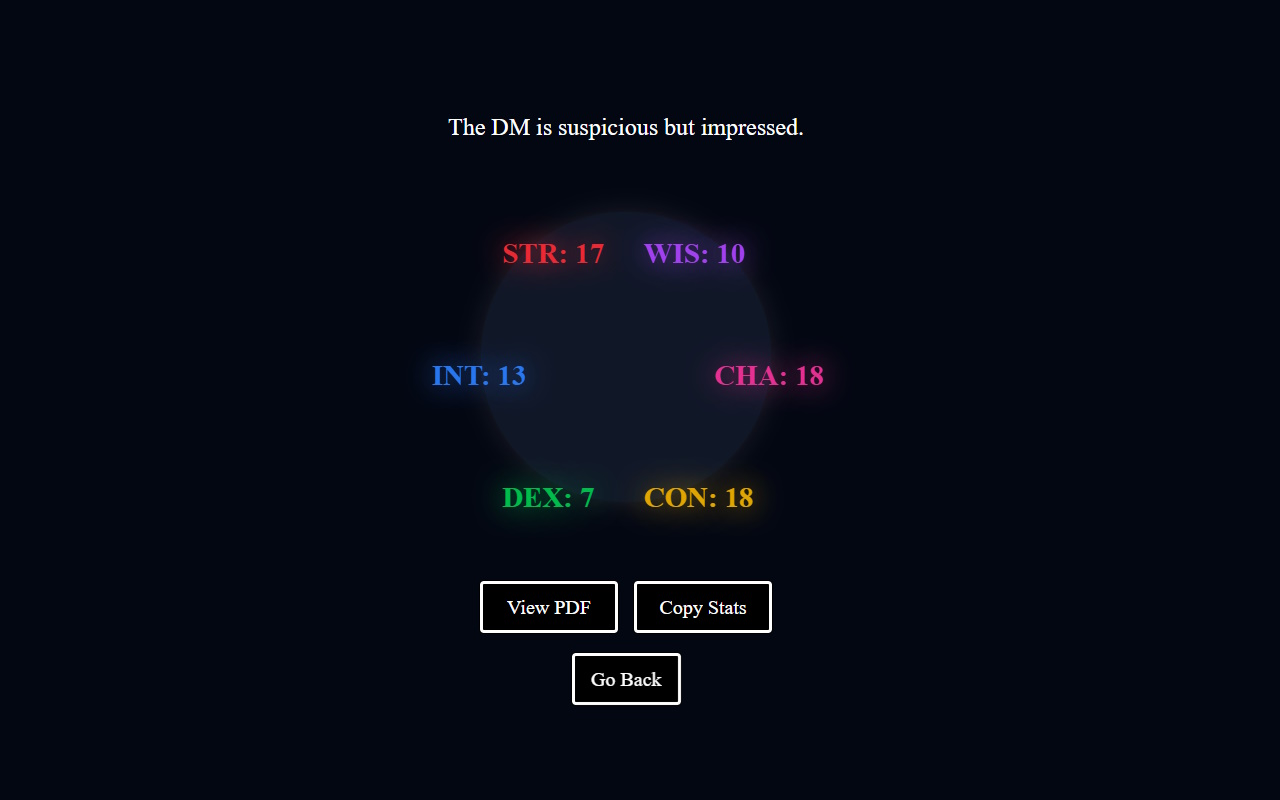 The DM is suspicious but impressed.
STR: 17 WIS: 10
INT: 13 CHA: 18
DEX: 7 CON: 18
View PDF Copy Stats
Go Back